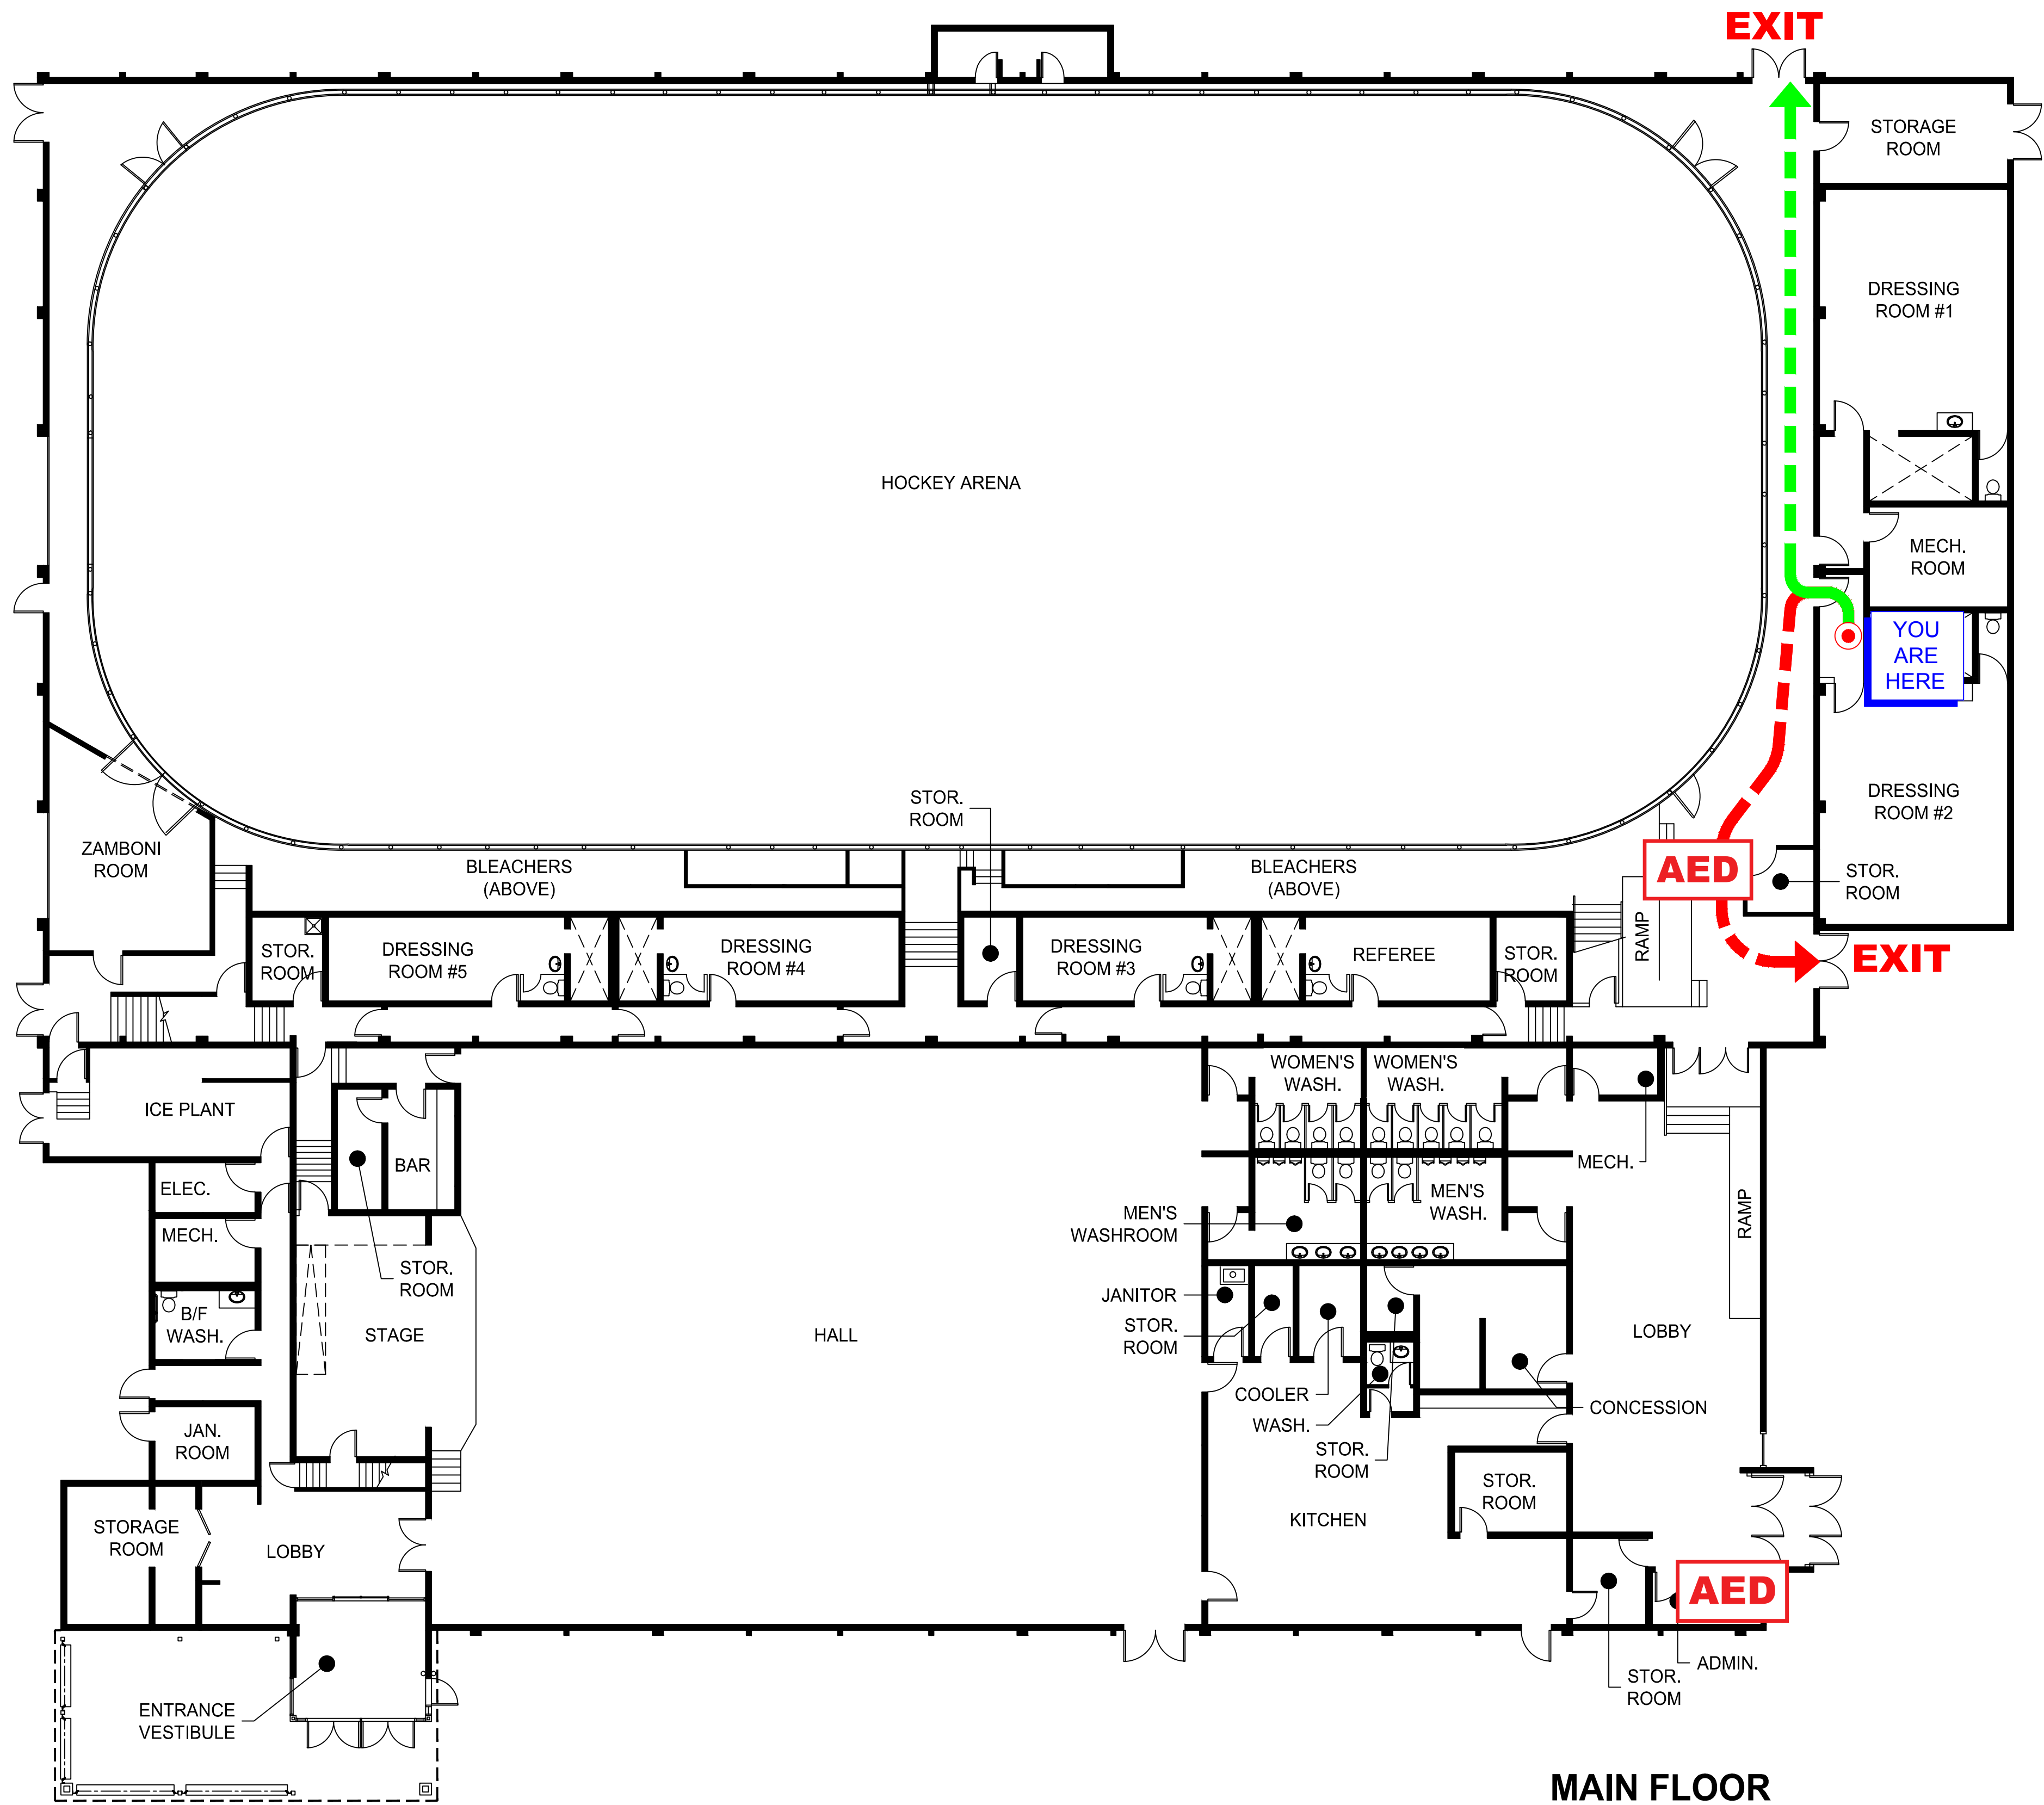 EXIT
STORAGE
ROOM
DRESSING
ROOM #1
HOCKEY ARENA
MECH.
ROOM
YOU
ARE
HERE
STOR.
ROOM
DRESSING
ROOM #2
ZAMBONI
ROOM
BLEACHERS
(ABOVE)
BLEACHERS
(ABOVE)
AED
STOR.
ROOM
STOR.
ROOM
DRESSING
ROOM #5
DRESSING
ROOM #4
DRESSING
ROOM #3
REFEREE
STOR.
ROOM
RAMP
EXIT
WOMEN'S
WASH.
WOMEN'S
WASH.
ICE PLANT
BAR
MECH.
ELEC.
MEN'S
WASH.
MEN'S
WASHROOM
RAMP
MECH.
STOR.
ROOM
JANITOR
B/F
WASH.
STAGE
HALL
STOR.
ROOM
LOBBY
COOLER
WASH.
CONCESSION
JAN.
ROOM
STOR.
ROOM
STOR.
ROOM
STORAGE
ROOM
LOBBY
KITCHEN
AED
ADMIN.
STOR.
ROOM
ENTRANCE
VESTIBULE
MAIN FLOOR